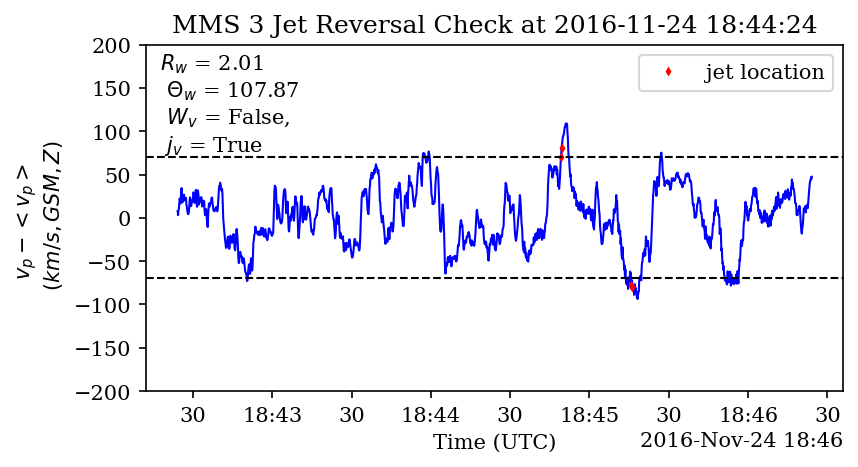 MMS 3 Jet Reversal Check at 2016-11-24 18:44:24
R_w = 2.01
Θ_w = 107.87
W_v = False,
j_v = True
jet location
200
150
100
50
0
−50
−100
−150
−200
v_p − < v_p >
(km/s, GSM, Z)
30 18:43 30 18:44 30 18:45 30 18:46 30
Time (UTC)
2016-Nov-24 18:46